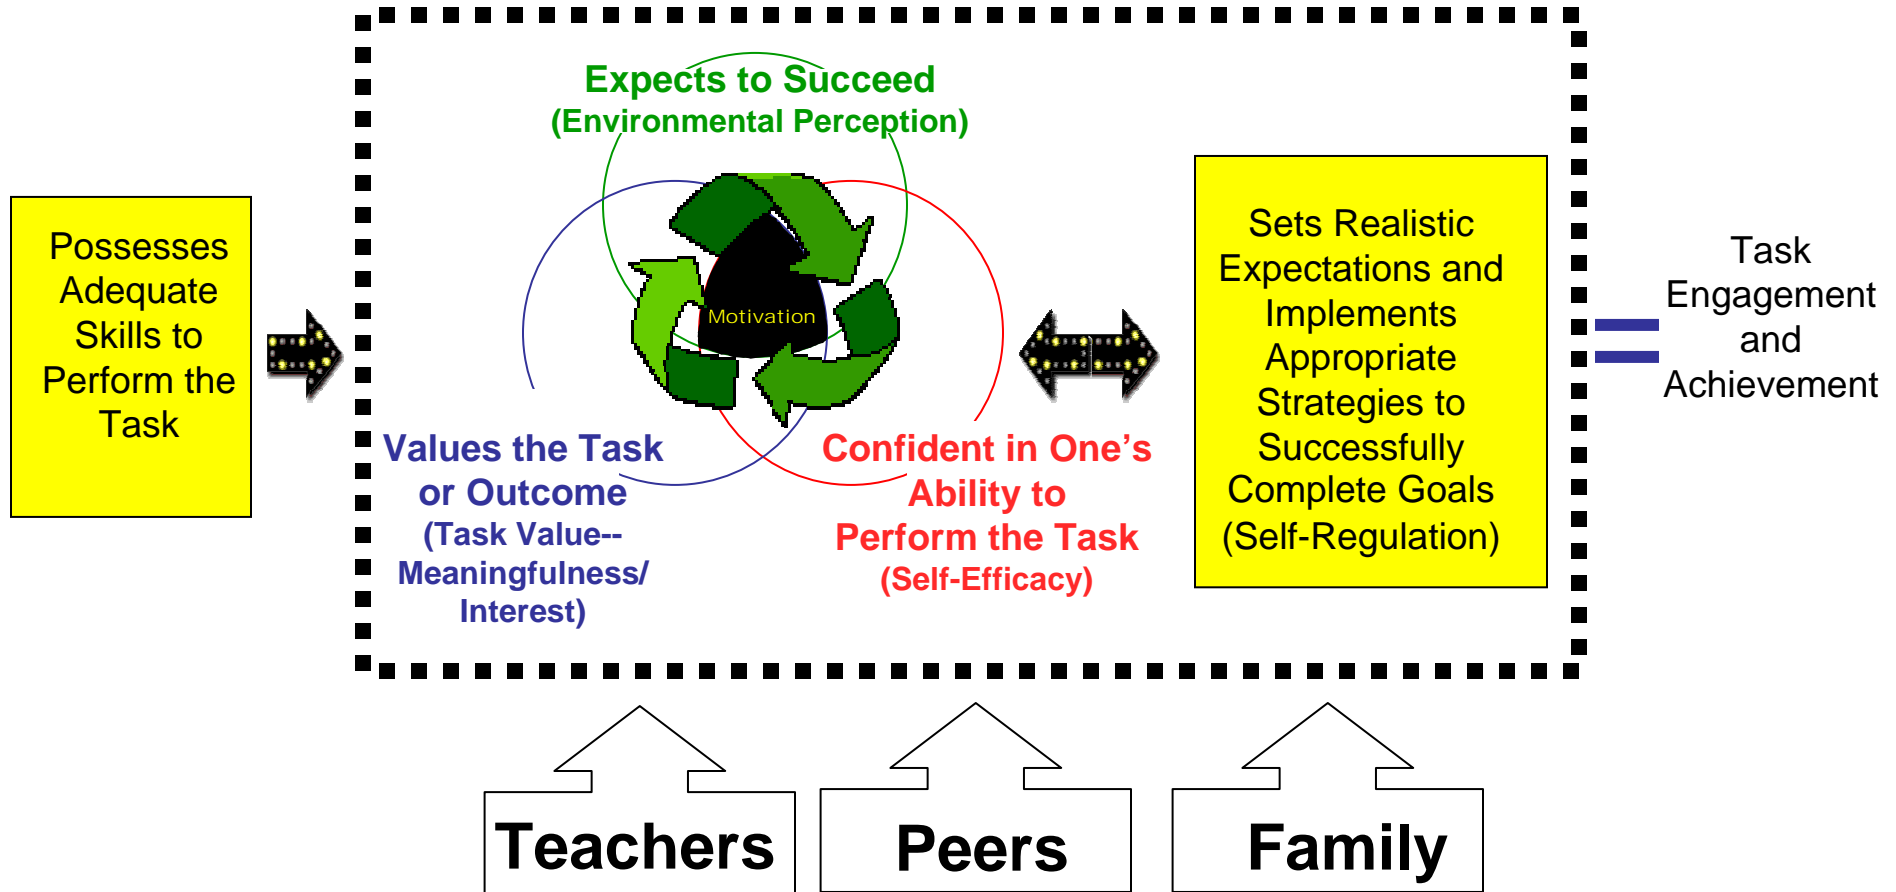 Expects to Succeed
(Environmental Perception)
Possesses
Adequate
Skills to
Perform the
Task
Motivation
Values the Task
or Outcome
(Task Value--
Meaningfulness/
Interest)
Confident in One's
Ability to
Perform the Task
(Self-Efficacy)
Sets Realistic
Expectations and
Implements
Appropriate
Strategies to
Successfully
Complete Goals
(Self-Regulation)
Task
Engagement
and
Achievement
Teachers
Peers
Family